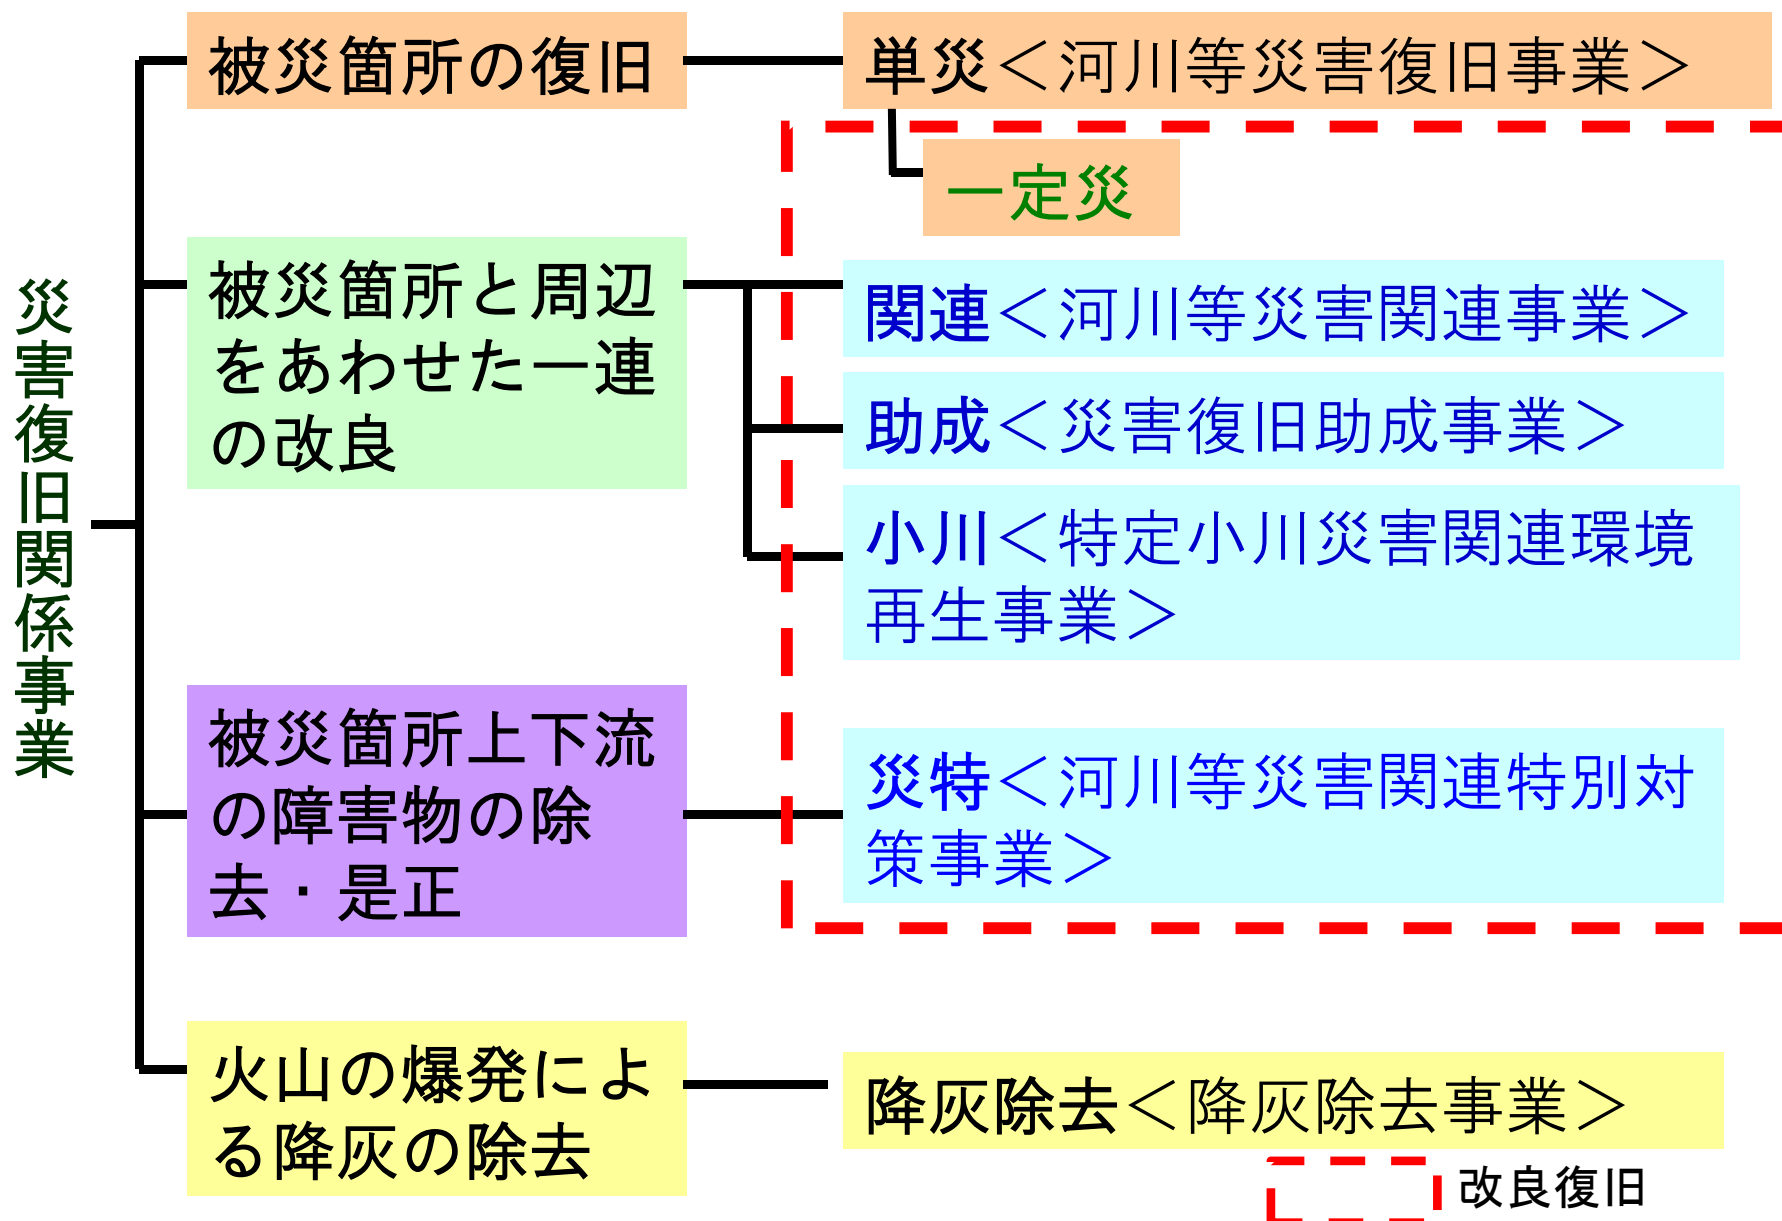 災害復旧関係事業
被災箇所の復旧
単災＜河川等災害復旧事業＞
一定災
被災箇所と周辺
をあわせた一連
の改良
関連＜河川等災害関連事業＞
助成＜災害復旧助成事業＞
小川＜特定小川災害関連環境
再生事業＞
被災箇所上下流
の障害物の除
去・是正
災特＜河川等災害関連特別対
策事業＞
火山の爆発によ
る降灰の除去
降灰除去＜降灰除去事業＞
改良復旧